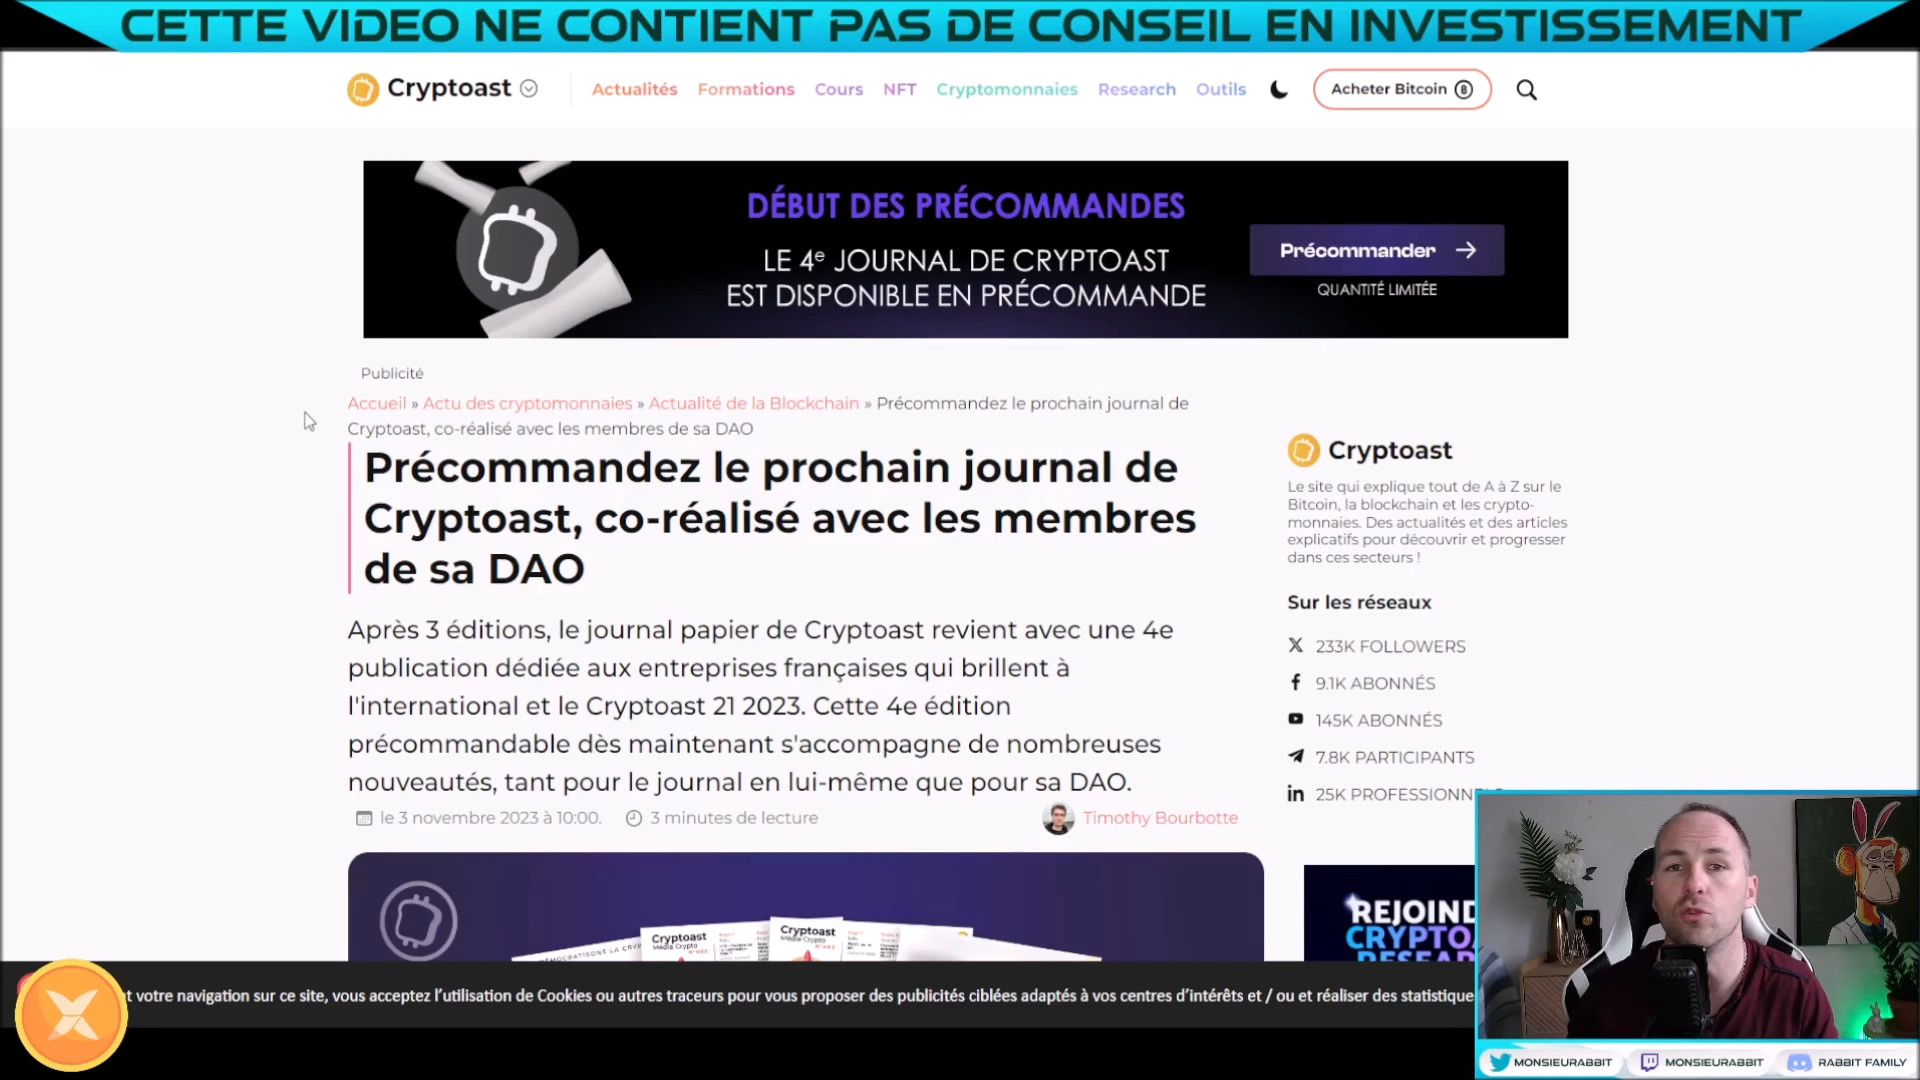 CETTE VIDEO NE CONTIENT PAS DE CONSEIL EN INVESTISSEMENT
Cryptoast
Actualités Formations Cours NFT Cryptomonnaies Research Outils Acheter Bitcoin
DÉBUT DES PRÉCOMMANDES
LE 4e JOURNAL DE CRYPTOAST
EST DISPONIBLE EN PRÉCOMMANDE
Précommander
QUANTITÉ LIMITÉE
Publicité
Accueil » Actu des cryptomonnaies » Actualité de la Blockchain » Précommandez le prochain journal de
Cryptoast, co-réalisé avec les membres de sa DAO
Précommandez le prochain journal de
Cryptoast, co-réalisé avec les membres
de sa DAO
Après 3 éditions, le journal papier de Cryptoast revient avec une 4e
publication dédiée aux entreprises françaises qui brillent à
l'international et le Cryptoast 21 2023. Cette 4e édition
précommandable dès maintenant s'accompagne de nombreuses
nouveautés, tant pour le journal en lui-même que pour sa DAO.
le 3 novembre 2023 à 10:00. 3 minutes de lecture Timothy Bourbotte
Cryptoast
Le site qui explique tout de A à Z sur le
Bitcoin, la blockchain et les crypto-
monnaies. Des actualités et des articles
explicatifs pour découvrir et progresser
dans ces secteurs !
Sur les réseaux
233K FOLLOWERS
9.1K ABONNÉS
145K ABONNÉS
7.8K PARTICIPANTS
25K PROFESSIONN
Cryptoast
Média Crypto
Cryptoast
Média Crypto
REJOIND
CRYPTO
RESEA
t votre navigation sur ce site, vous acceptez l'utilisation de Cookies ou autres traceurs pour vous proposer des publicités ciblées adaptés à vos centres d'intérêts et / ou et réaliser des statistique
MONSIEURABBIT MONSIEURABBIT RABBIT FAMILY